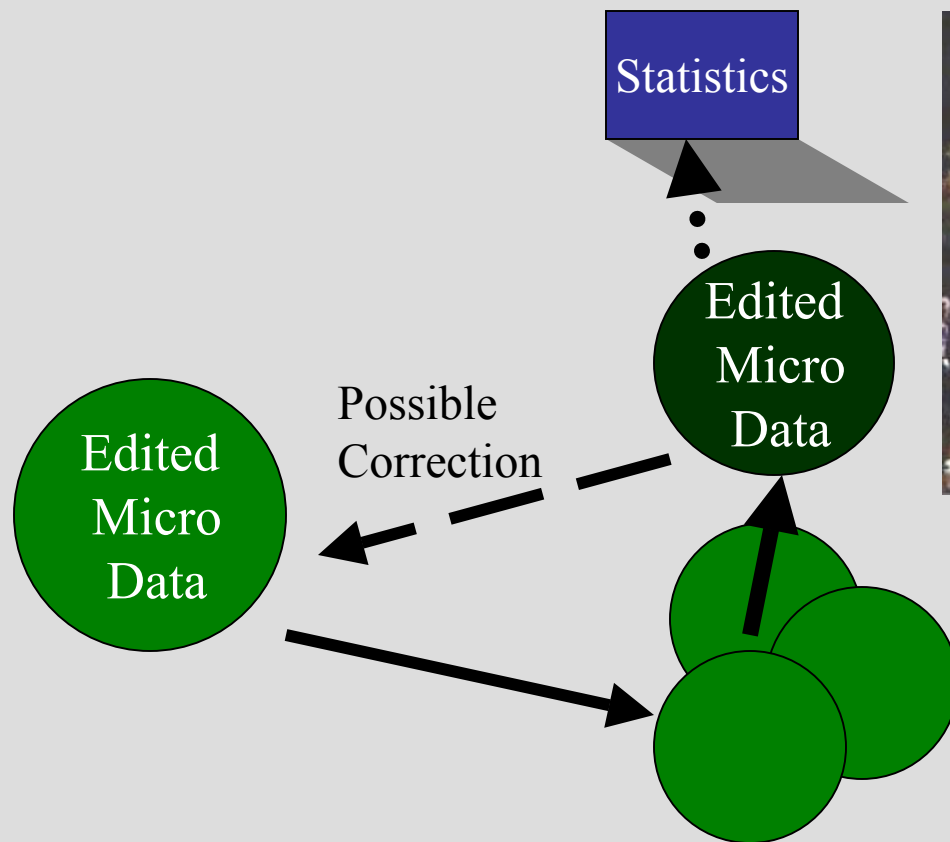 Statistics
Edited
Micro
Data
Possible
Correction
Edited
Micro
Data